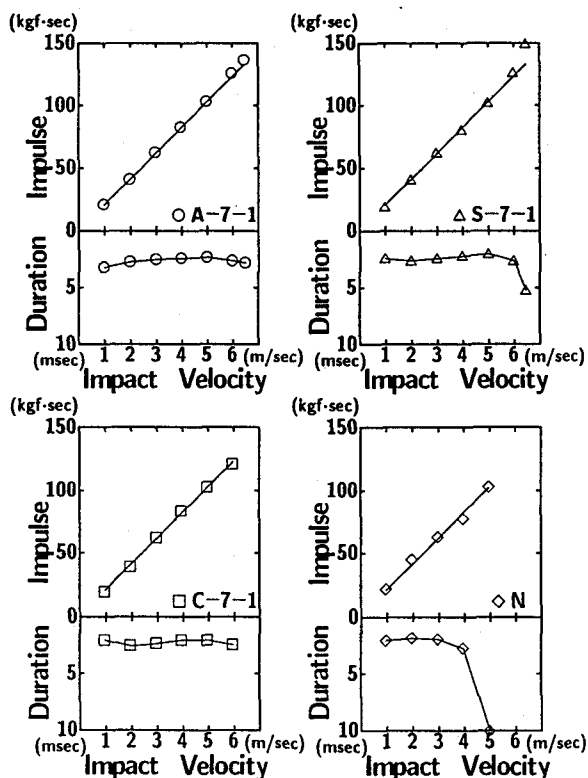 (kgf·sec)
150
100
50
0
Impulse
A-7-1
Duration
5
10
(msec)
1 2 3 4 5 6 (m/sec)
Impact Velocity
(kgf·sec)
150
100
50
0
Impulse
S-7-1
Duration
5
10
(msec)
1 2 3 4 5 6 (m/sec)
Impact Velocity
(kgf·sec)
150
100
50
0
Impulse
C-7-1
Duration
5
10
(msec)
1 2 3 4 5 6 (m/sec)
Impact Velocity
(kgf·sec)
150
100
50
0
Impulse
N
Duration
5
10
(msec)
1 2 3 4 5 6 (m/sec)
Impact Velocity